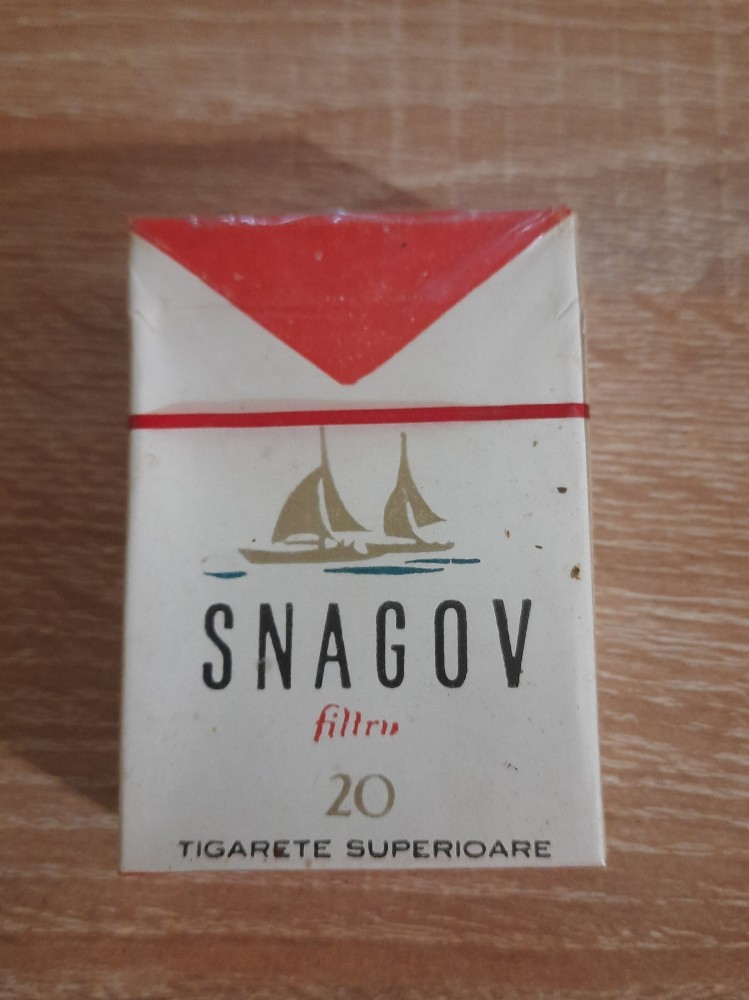 SNAGOV
filtru
20
TIGARETE SUPERIOARE